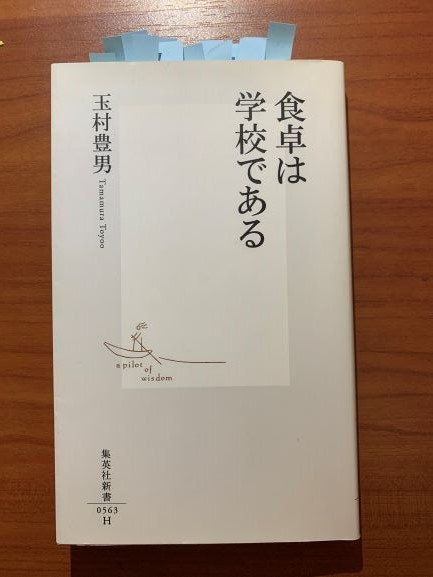 食卓は
学校である
玉村豊男
Tamamura Toyoo
a pilot
of
wisdom
集英社新書
0563
H